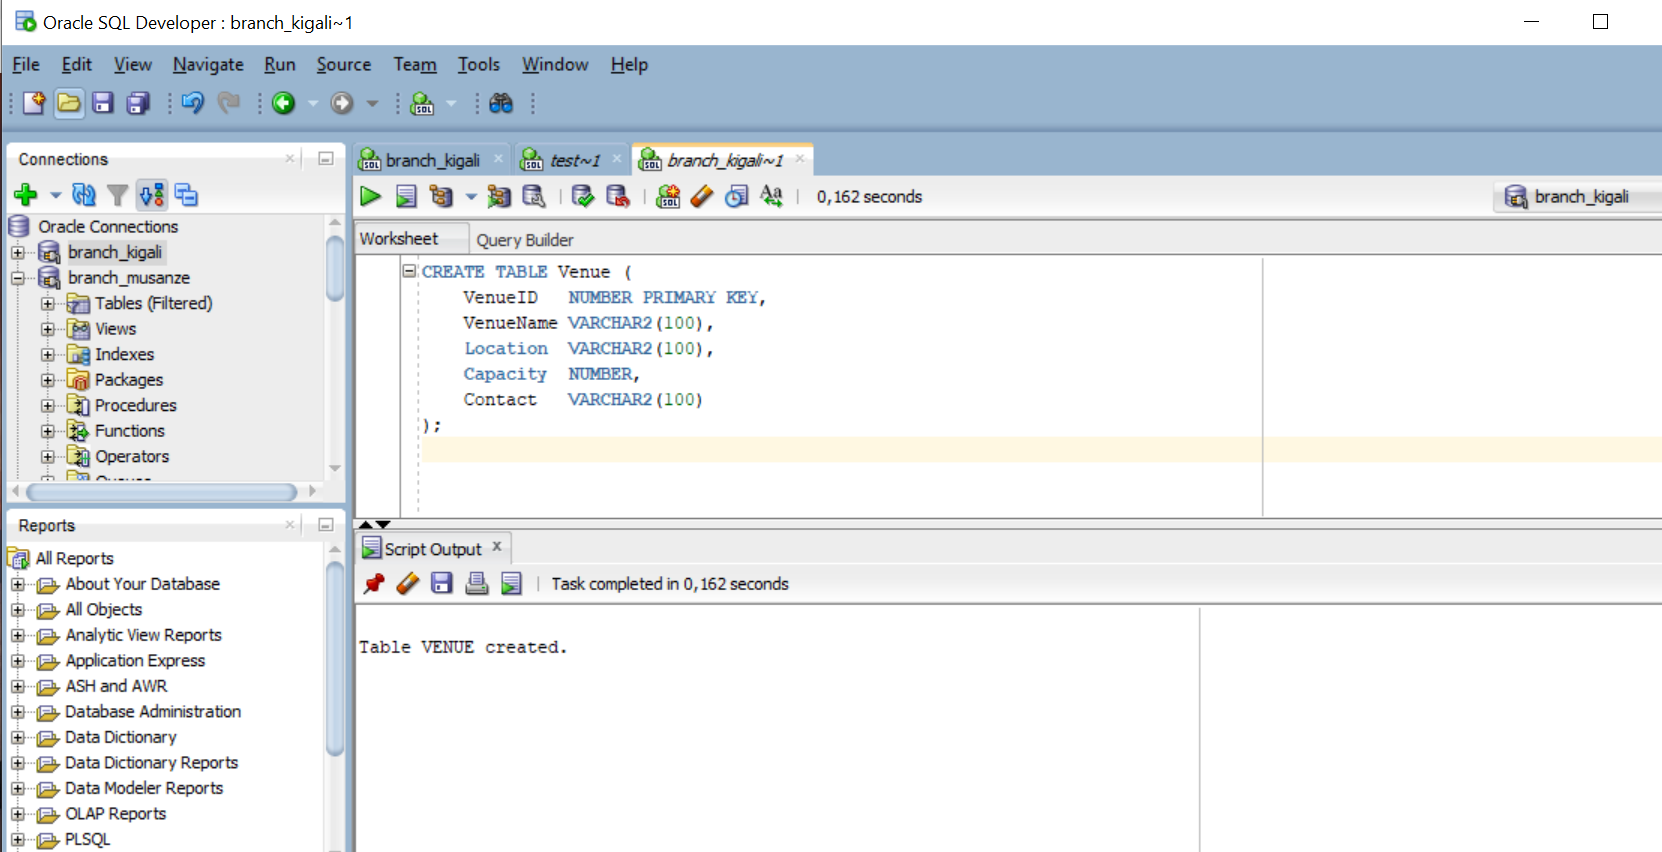 Oracle SQL Developer : branch_kigali~1
File Edit View Navigate Run Source Team Tools Window Help
Connections
Oracle Connections
branch_kigali
branch_musanze
Tables (Filtered)
Views
Indexes
Packages
Procedures
Functions
Operators
Reports
All Reports
About Your Database
All Objects
Analytic View Reports
Application Express
ASH and AWR
Database Administration
Data Dictionary
Data Dictionary Reports
Data Modeler Reports
OLAP Reports
PLSQL
branch_kigali test~1 branch_kigali~1
0,162 seconds
branch_kigali
Worksheet Query Builder
CREATE TABLE Venue (
VenueID NUMBER PRIMARY KEY,
VenueName VARCHAR2(100),
Location VARCHAR2(100),
Capacity NUMBER,
Contact VARCHAR2(100)
);
Script Output
Task completed in 0,162 seconds
Table VENUE created.